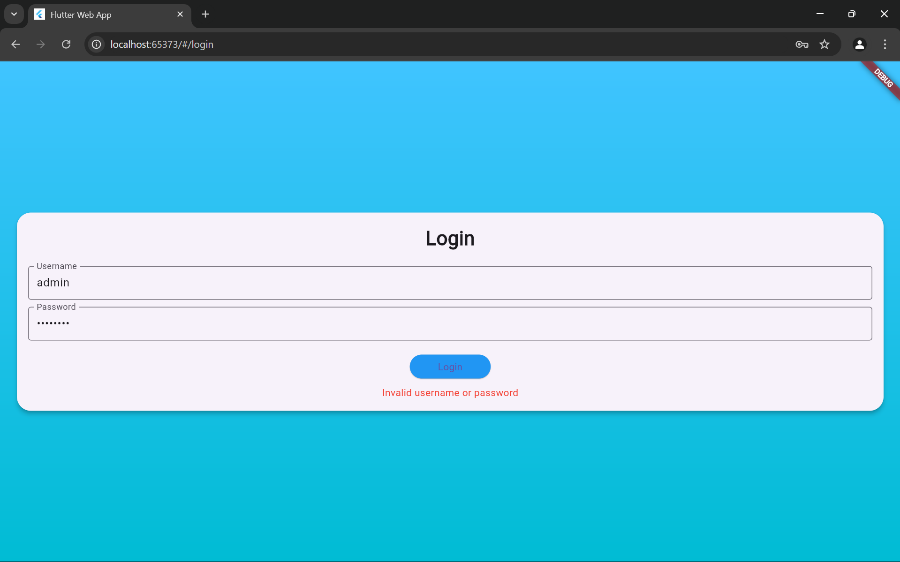 Flutter Web App
localhost:65373/#/login
DEBUG
Login
Username
admin
Password
••••••••
Login
Invalid username or password